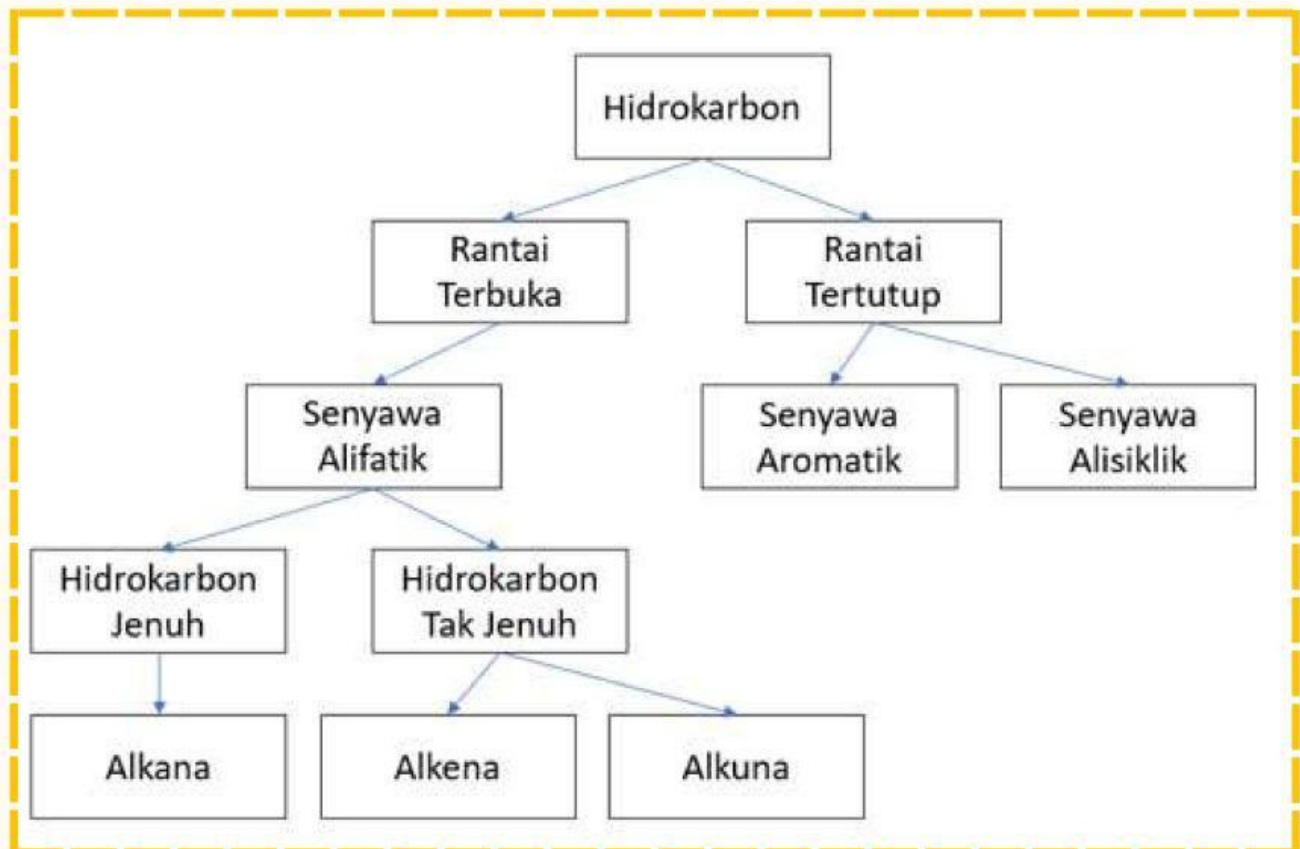 Hidrokarbon
Rantai
Terbuka
Rantai
Tertutup
Senyawa
Alifatik
Senyawa
Aromatik
Senyawa
Alisiklik
Hidrokarbon
Jenuh
Hidrokarbon
Tak Jenuh
Alkana
Alkena
Alkuna